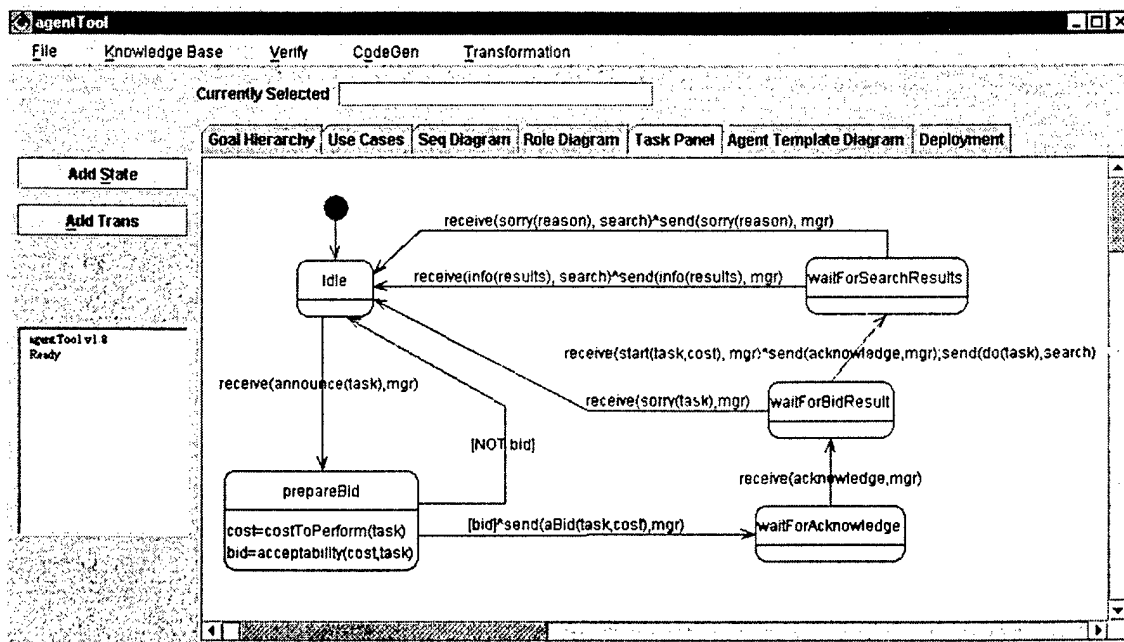 agentTool
File Knowledge Base Verify CodeGen Transformation
Currently Selected
Goal Hierarchy Use Cases Seq Diagram Role Diagram Task Panel Agent Template Diagram Deployment
Add State
Add Trans
agentTool v1.8
Ready
receive(sorry(reason), search)^send(sorry(reason), mgr)
Idle
receive(info(results), search)^send(info(results), mgr)
waitForSearchResults
receive(start(task,cost), mgr)^send(acknowledge,mgr);send(do(task),search)
receive(announce(task),mgr)
receive(sorry(task),mgr)
waitForBidResult
[NOT bid]
receive(acknowledge,mgr)
prepareBid
cost=costToPerform(task)
bid=acceptability(cost,task)
[bid]^send(aBid(task,cost),mgr)
waitForAcknowledge